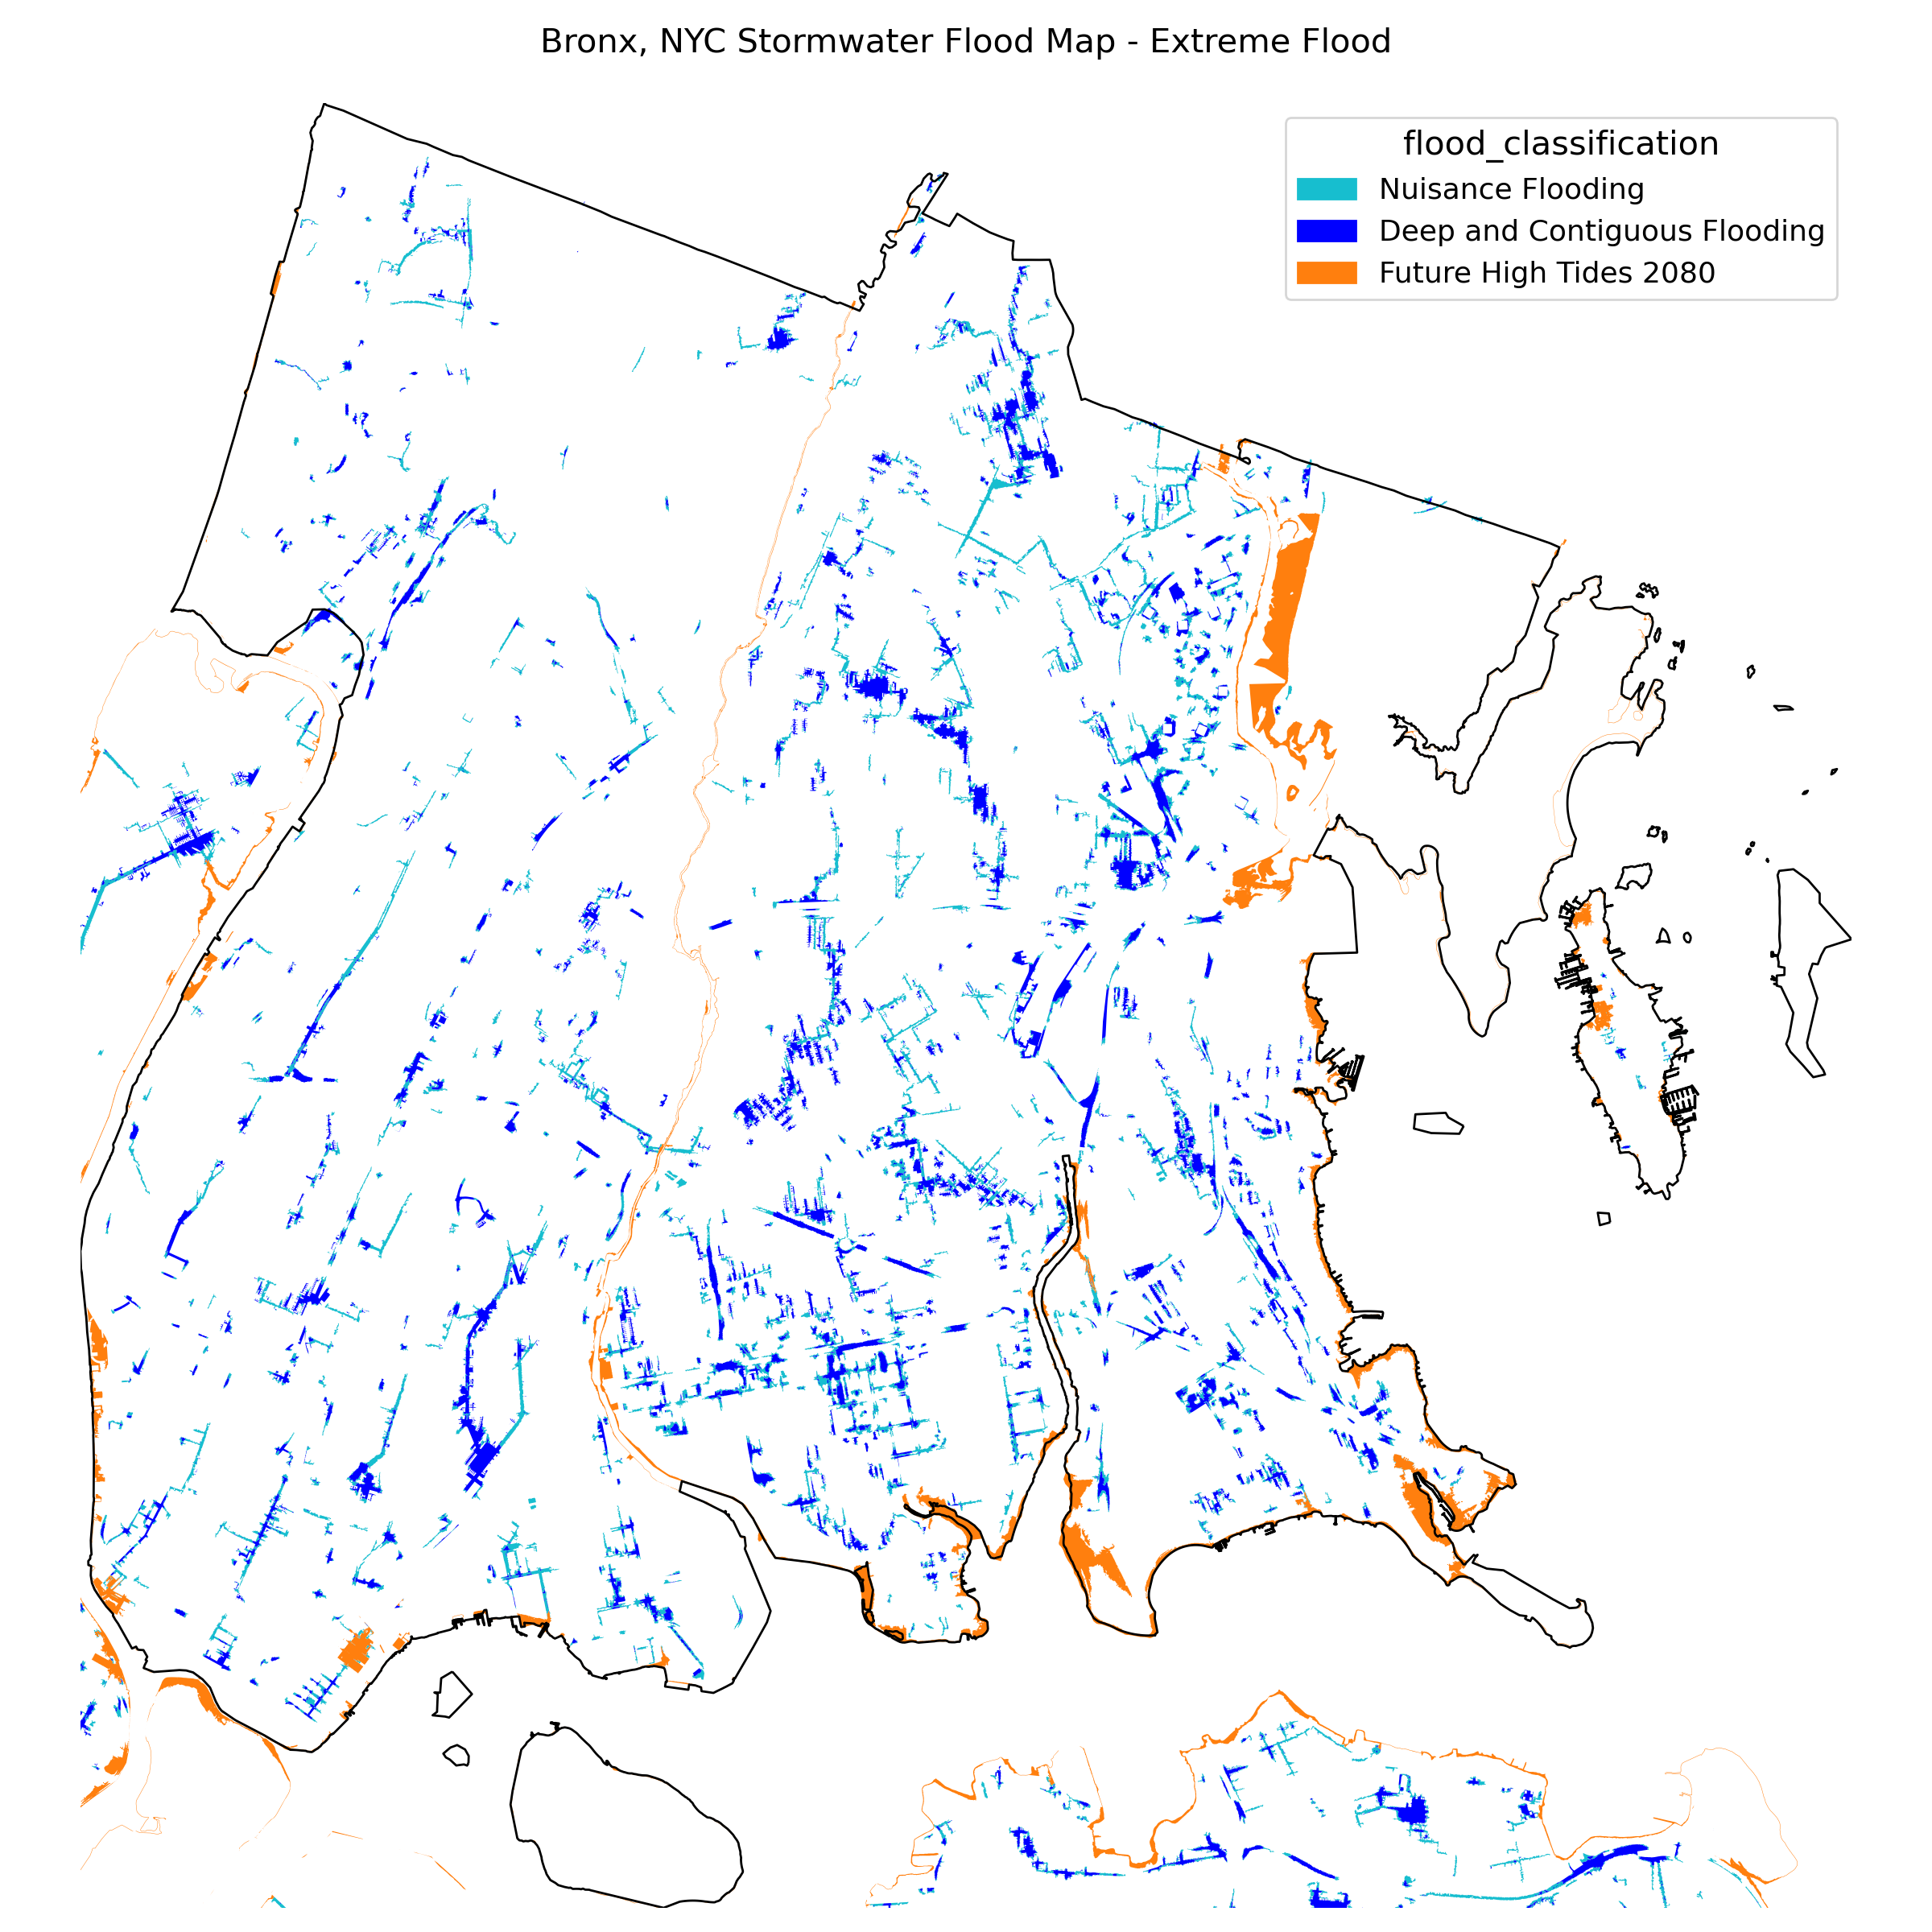 Bronx, NYC Stormwater Flood Map - Extreme Flood
flood_classification
Nuisance Flooding
Deep and Contiguous Flooding
Future High Tides 2080